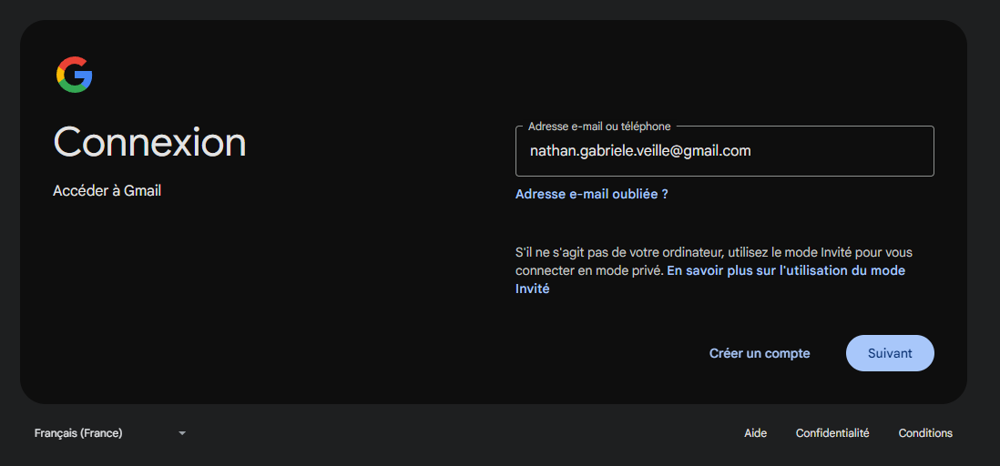 Connexion
Accéder à Gmail
Adresse e-mail ou téléphone
nathan.gabriele.veille@gmail.com
Adresse e-mail oubliée ?
S'il ne s'agit pas de votre ordinateur, utilisez le mode Invité pour vous
connecter en mode privé. En savoir plus sur l'utilisation du mode
Invité
Créer un compte
Suivant
Français (France)
Aide
Confidentialité
Conditions